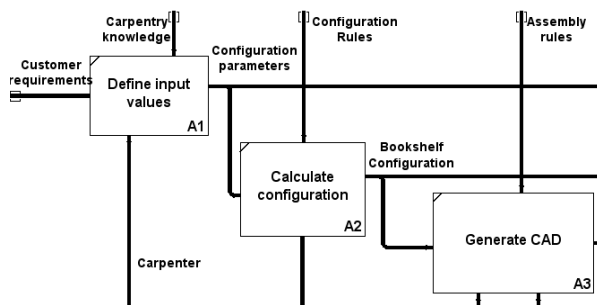 Carpentry
knowledge
Configuration
Rules
Assembly
rules
Customer
requirements
Configuration
parameters
Define input
values
A1
Bookshelf
Configuration
Calculate
configuration
A2
Generate CAD
A3
Carpenter